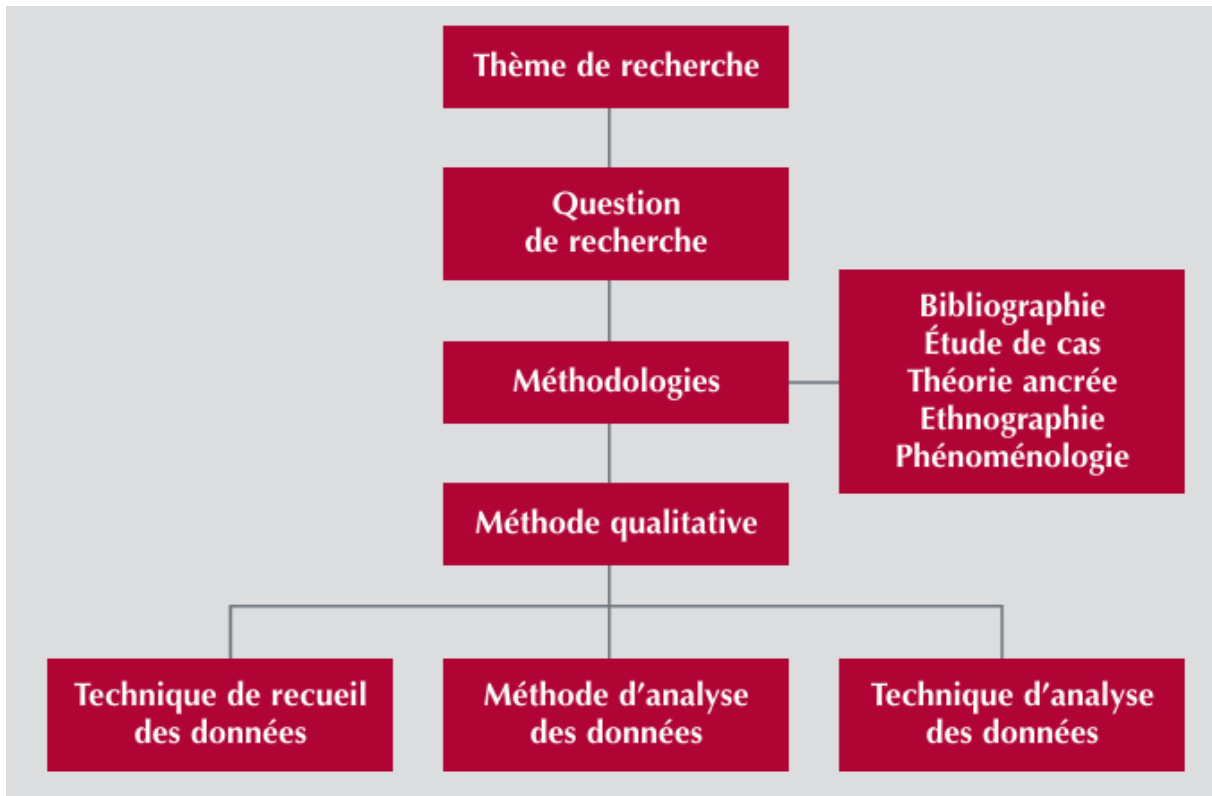 Thème de recherche
Question
de recherche
Méthodologies
Bibliographie
Étude de cas
Théorie ancrée
Ethnographie
Phénoménologie
Méthode qualitative
Technique de recueil
des données
Méthode d’analyse
des données
Technique d’analyse
des données